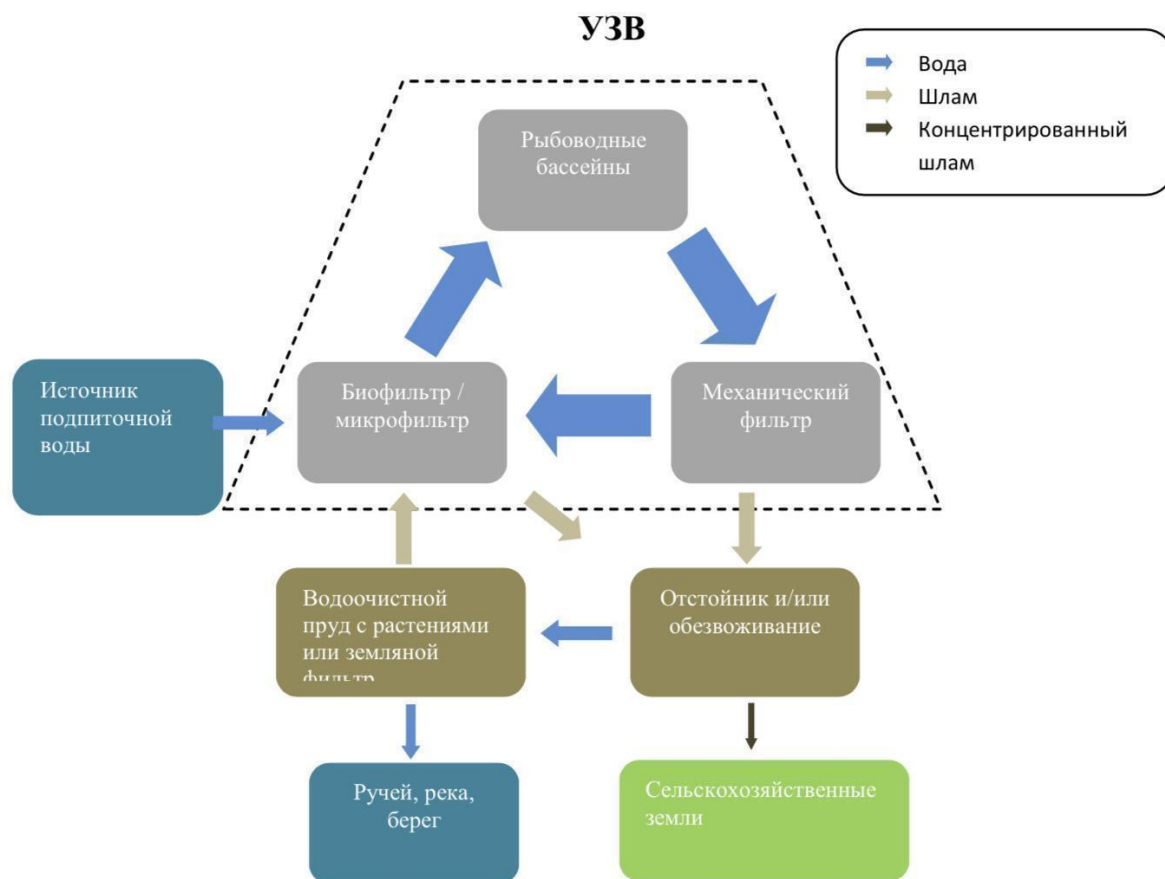 УЗВ
Вода
Шлам
Концентрированный
шлам
Рыбоводные
бассейны
Источник
подпиточной
воды
Биофильтр /
микрофильтр
Механический
фильтр
Водоочистной
пруд с растениями
или земляной
фильтр
Отстойник и/или
обезвоживание
Ручей, река,
берег
Сельскохозяйственные
земли